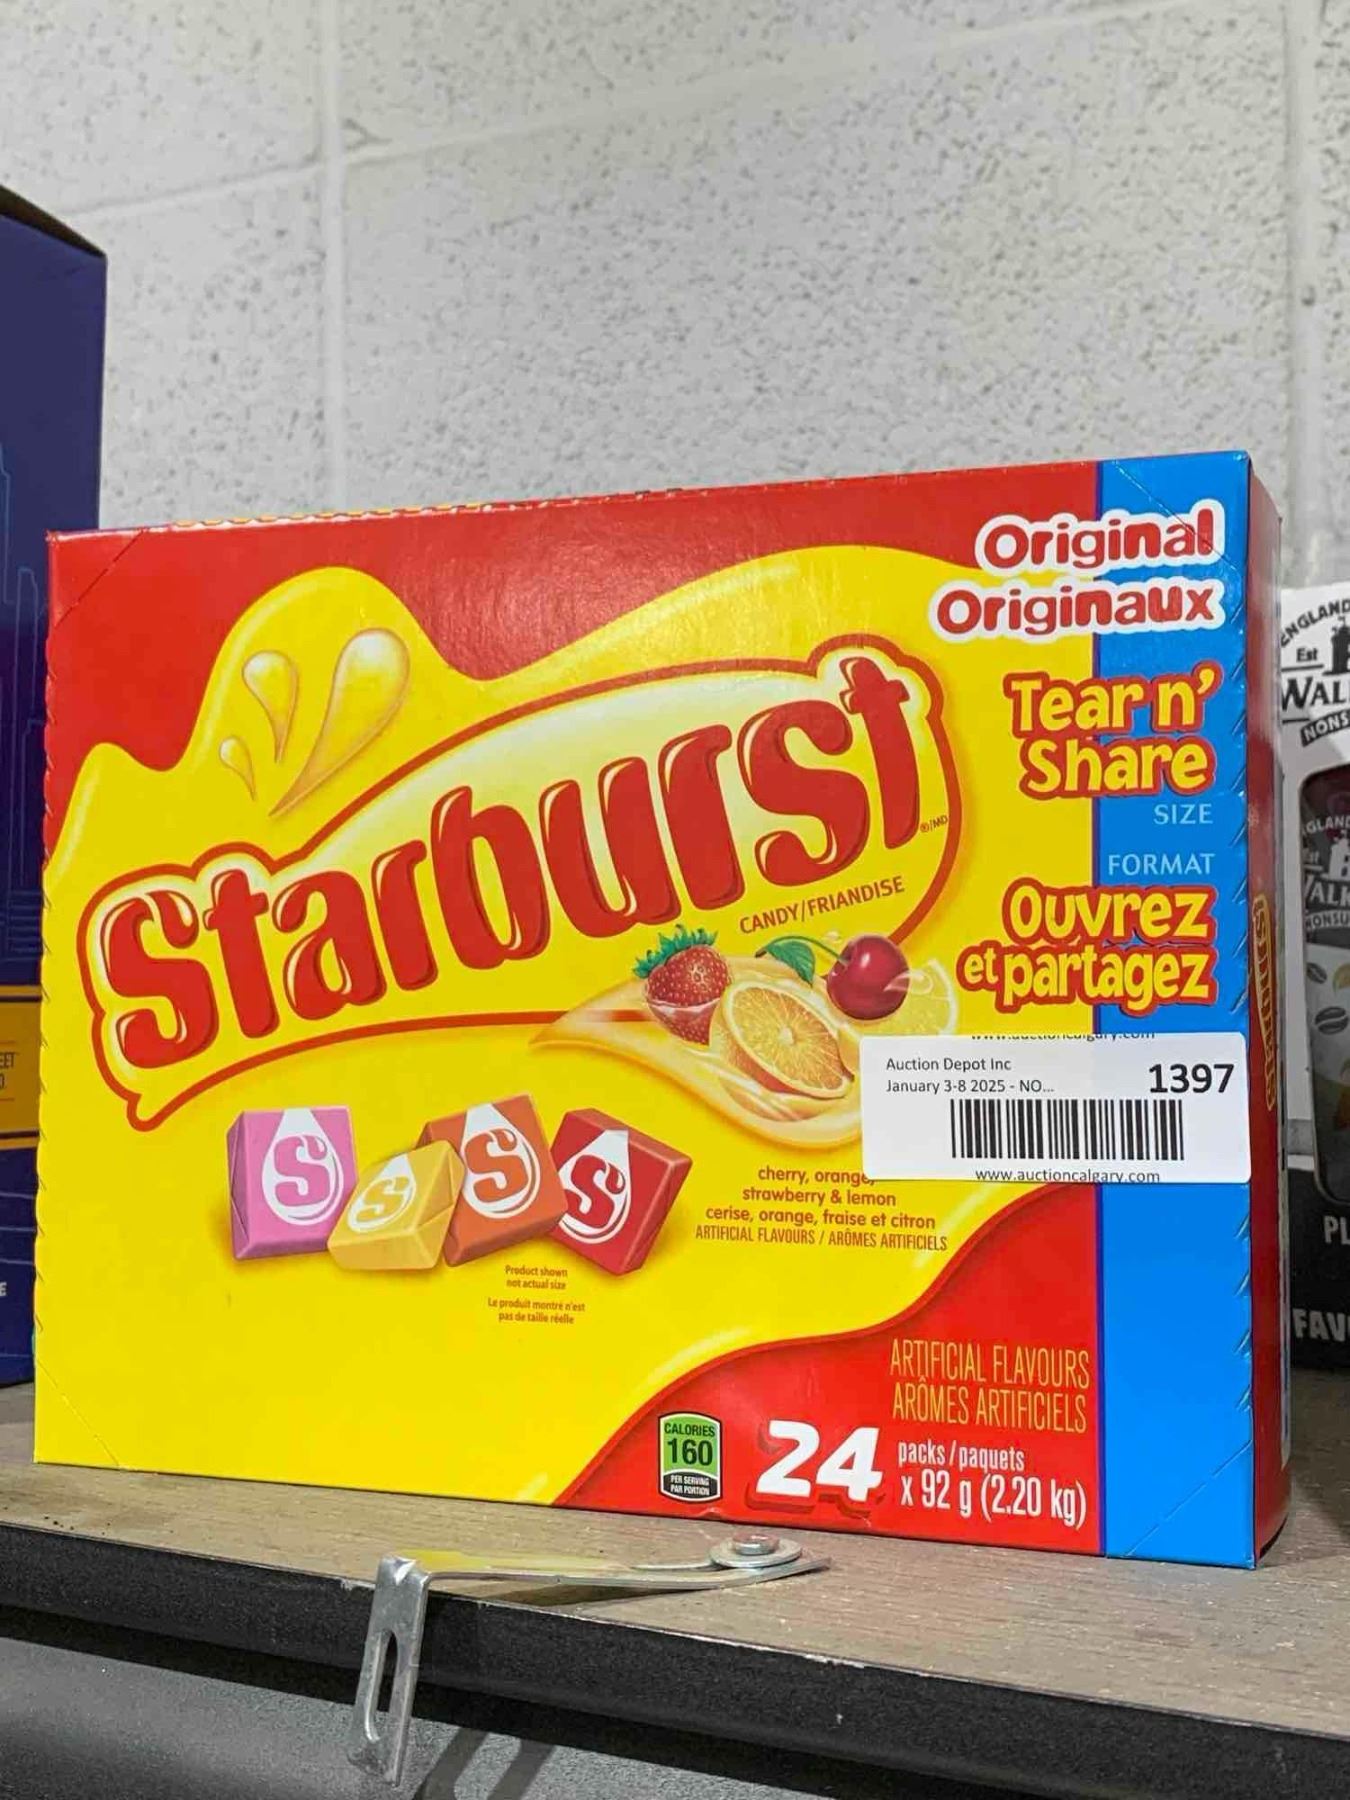 Original
Originaux
Tear n'
Share
SIZE
FORMAT
Ouvrez
et partagez
Starburst
®/MD
CANDY/FRIANDISE
Auction Depot Inc
January 3-8 2025 - NO...
1397
www.auctioncalgary.com
S
S
S
S
cherry, orange,
strawberry & lemon
cerise, orange, fraise et citron
ARTIFICIAL FLAVOURS / ARÔMES ARTIFICIELS
Product shown
not actual size
Le produit montré n'est
pas de taille réelle
ARTIFICIAL FLAVOURS
ARÔMES ARTIFICIELS
CALORIES
160
PER SERVING
PAR PORTION
24
packs / paquets
x 92 g (2.20 kg)
ENGLAND
Est